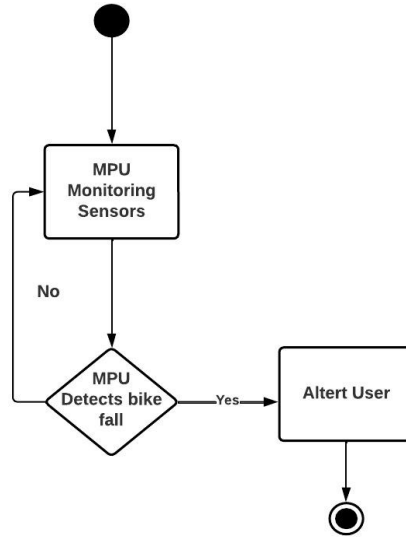 MPU
Monitoring
Sensors
No
MPU
Detects bike
fall
Yes
Altert User